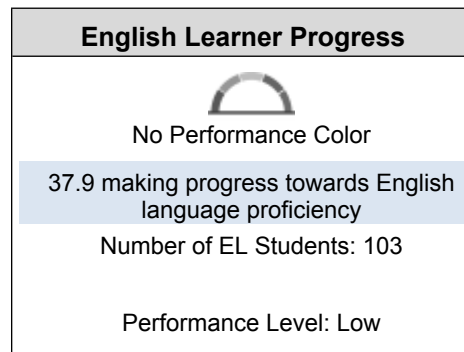 English Learner Progress
No Performance Color
37.9 making progress towards English
language proficiency
Number of EL Students: 103
Performance Level: Low